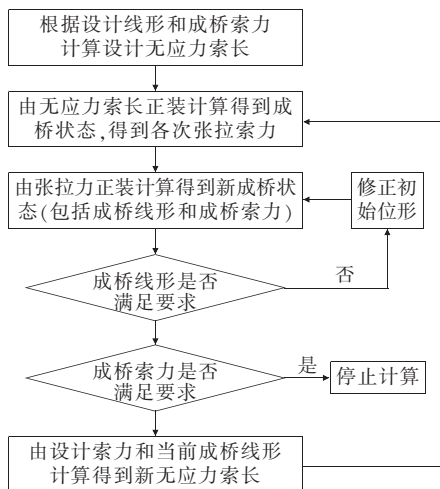 根据设计线形和成桥索力
计算设计无应力索长
由无应力索长正装计算得到成
桥状态,得到各次张拉索力
由张拉力正装计算得到新成桥状
态(包括成桥线形和成桥索力)
修正初
始位形
成桥线形是否
满足要求
否
成桥索力是否
满足要求
是
停止计算
由设计索力和当前成桥线形
计算得到新无应力索长